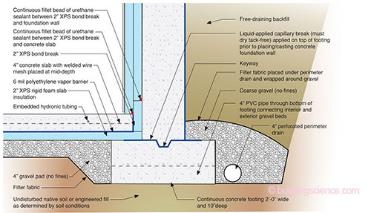 Continuous fillet bead of urethane
sealant between 2" XPS bond break
and foundation wall
Continuous fillet bead of urethane
sealant between 2" XPS bond break
and concrete slab
2" XPS bond break
4" concrete slab with welded wire
mesh placed at mid-depth
6 mil polyethylene vapor barrier
2" XPS rigid foam slab
insulation
Embedded hydronic tubing
4" gravel pad (no fines)
Filter fabric
Undisturbed native soil or engineered fill
as determined by soil conditions
Free-draining backfill
Liquid-applied capillary break (must
dry tack-free) applied on top of footing
prior to placing/casting concrete
foundation wall
Keyway
Filter fabric placed under perimeter
drain and wrapped around gravel
Coarse gravel (no fines)
4" PVC pipe through bottom of
footing connecting interior and
exterior gravel beds
4" perforated perimeter
drain
Continuous concrete footing 2'-0" wide
and 10"deep
buildingscience.com